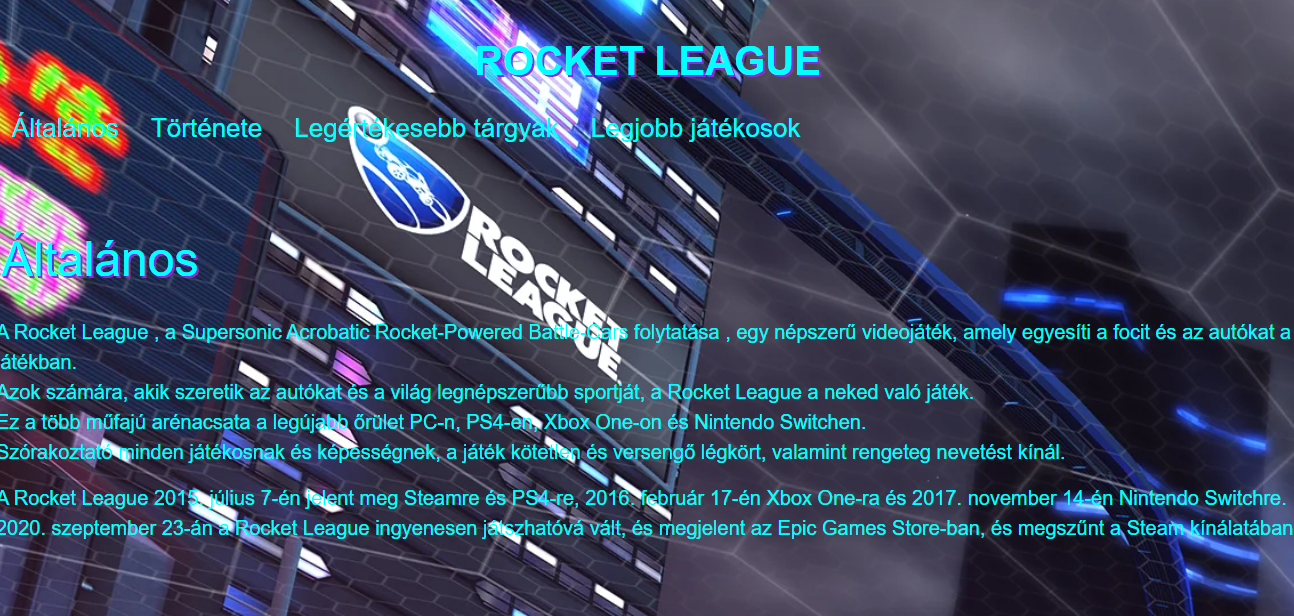 ROCKET LEAGUE
Általános Története Legértékesebb tárgyak Legjobb játékosok
ROCKET
LEAGUE
Általános
A Rocket League , a Supersonic Acrobatic Rocket-Powered Battle-Cars folytatása , egy népszerű videojáték, amely egyesíti a focit és az autókat a
játékban.
Azok számára, akik szeretik az autókat és a világ legnépszerűbb sportját, a Rocket League a neked való játék.
Ez a több műfajú arénacsata a legújabb őrület PC-n, PS4-en, Xbox One-on és Nintendo Switchen.
Szórakoztató minden játékosnak és képességnek, a játék kötetlen és versengő légkört, valamint rengeteg nevetést kínál.
A Rocket League 2015. július 7-én jelent meg Steamre és PS4-re, 2016. február 17-én Xbox One-ra és 2017. november 14-én Nintendo Switchre.
2020. szeptember 23-án a Rocket League ingyenesen játszhatóvá vált, és megjelent az Epic Games Store-ban, és megszűnt a Steam kínálatában